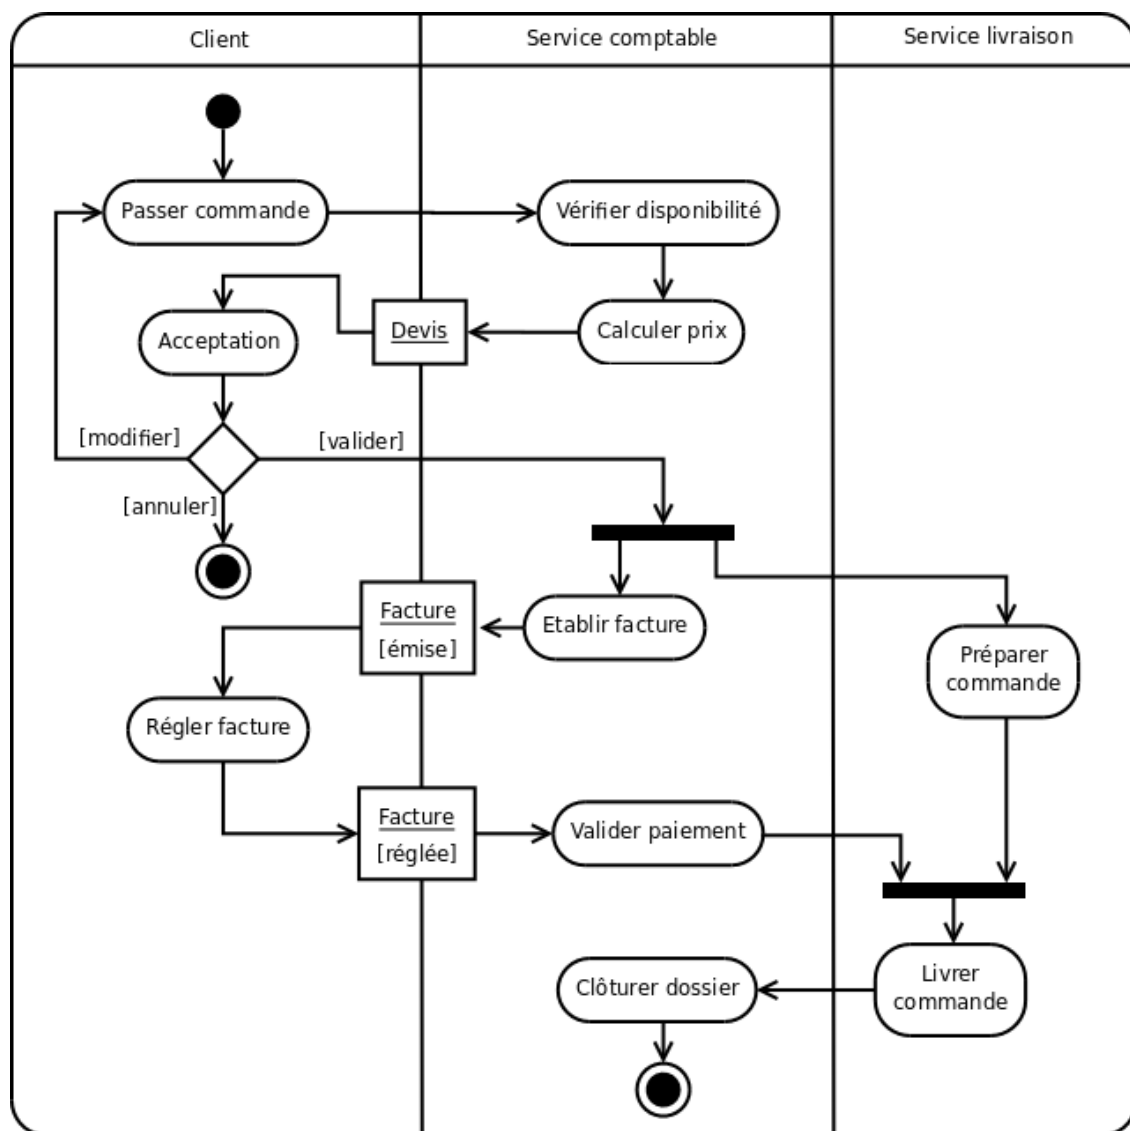 Client
Service comptable
Service livraison
Passer commande
Vérifier disponibilité
Acceptation
Devis
Calculer prix
[modifier]
[valider]
[annuler]
Facture
[émise]
Etablir facture
Préparer
commande
Régler facture
Facture
[réglée]
Valider paiement
Clôturer dossier
Livrer
commande